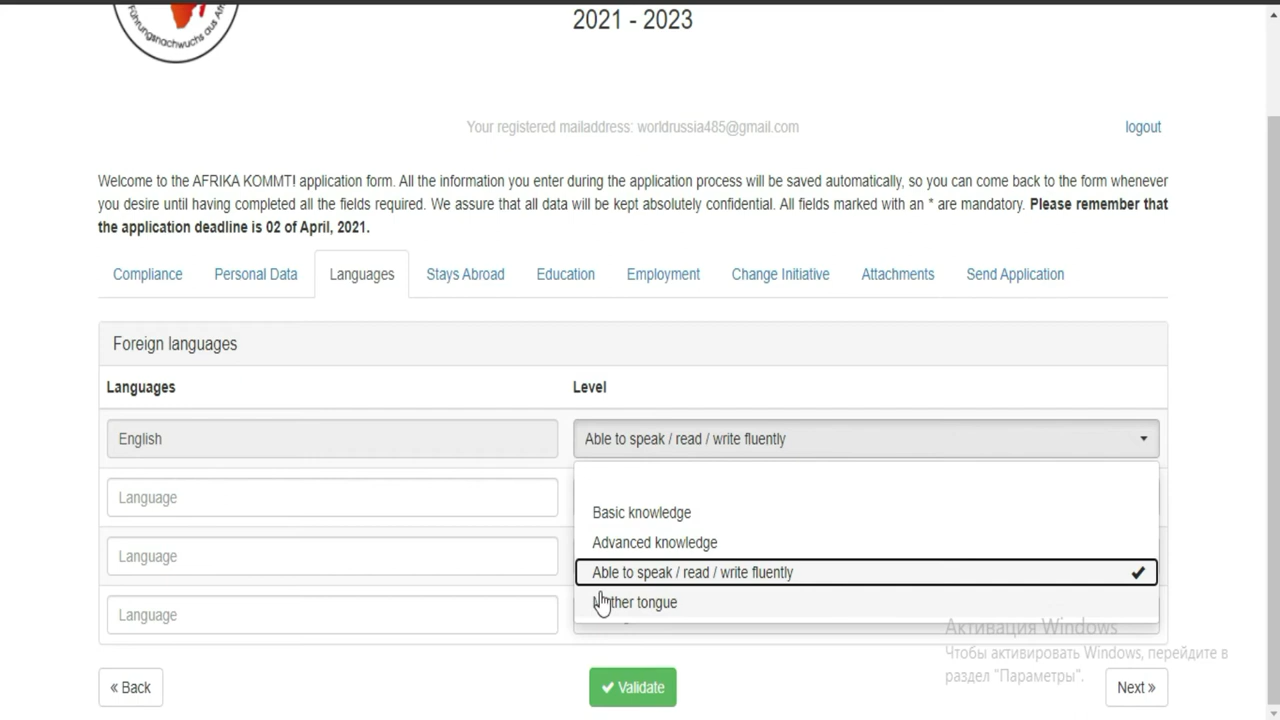 Führungsnachwuchs aus Afr
2021 - 2023
Your registered mailaddress: worldrussia485@gmail.com
logout
Welcome to the AFRIKA KOMMT! application form. All the information you enter during the application process will be saved automatically, so you can come back to the form whenever
you desire until having completed all the fields required. We assure that all data will be kept absolutely confidential. All fields marked with an * are mandatory. Please remember that
the application deadline is 02 of April, 2021.
Compliance Personal Data Languages Stays Abroad Education Employment Change Initiative Attachments Send Application
Foreign languages
Languages Level
English Able to speak / read / write fluently
Language
Basic knowledge
Advanced knowledge
Language
Able to speak / read / write fluently
ther tongue
Language
Активация Windows
Чтобы активировать Windows, перейдите в
раздел "Параметры".
« Back Validate Next »